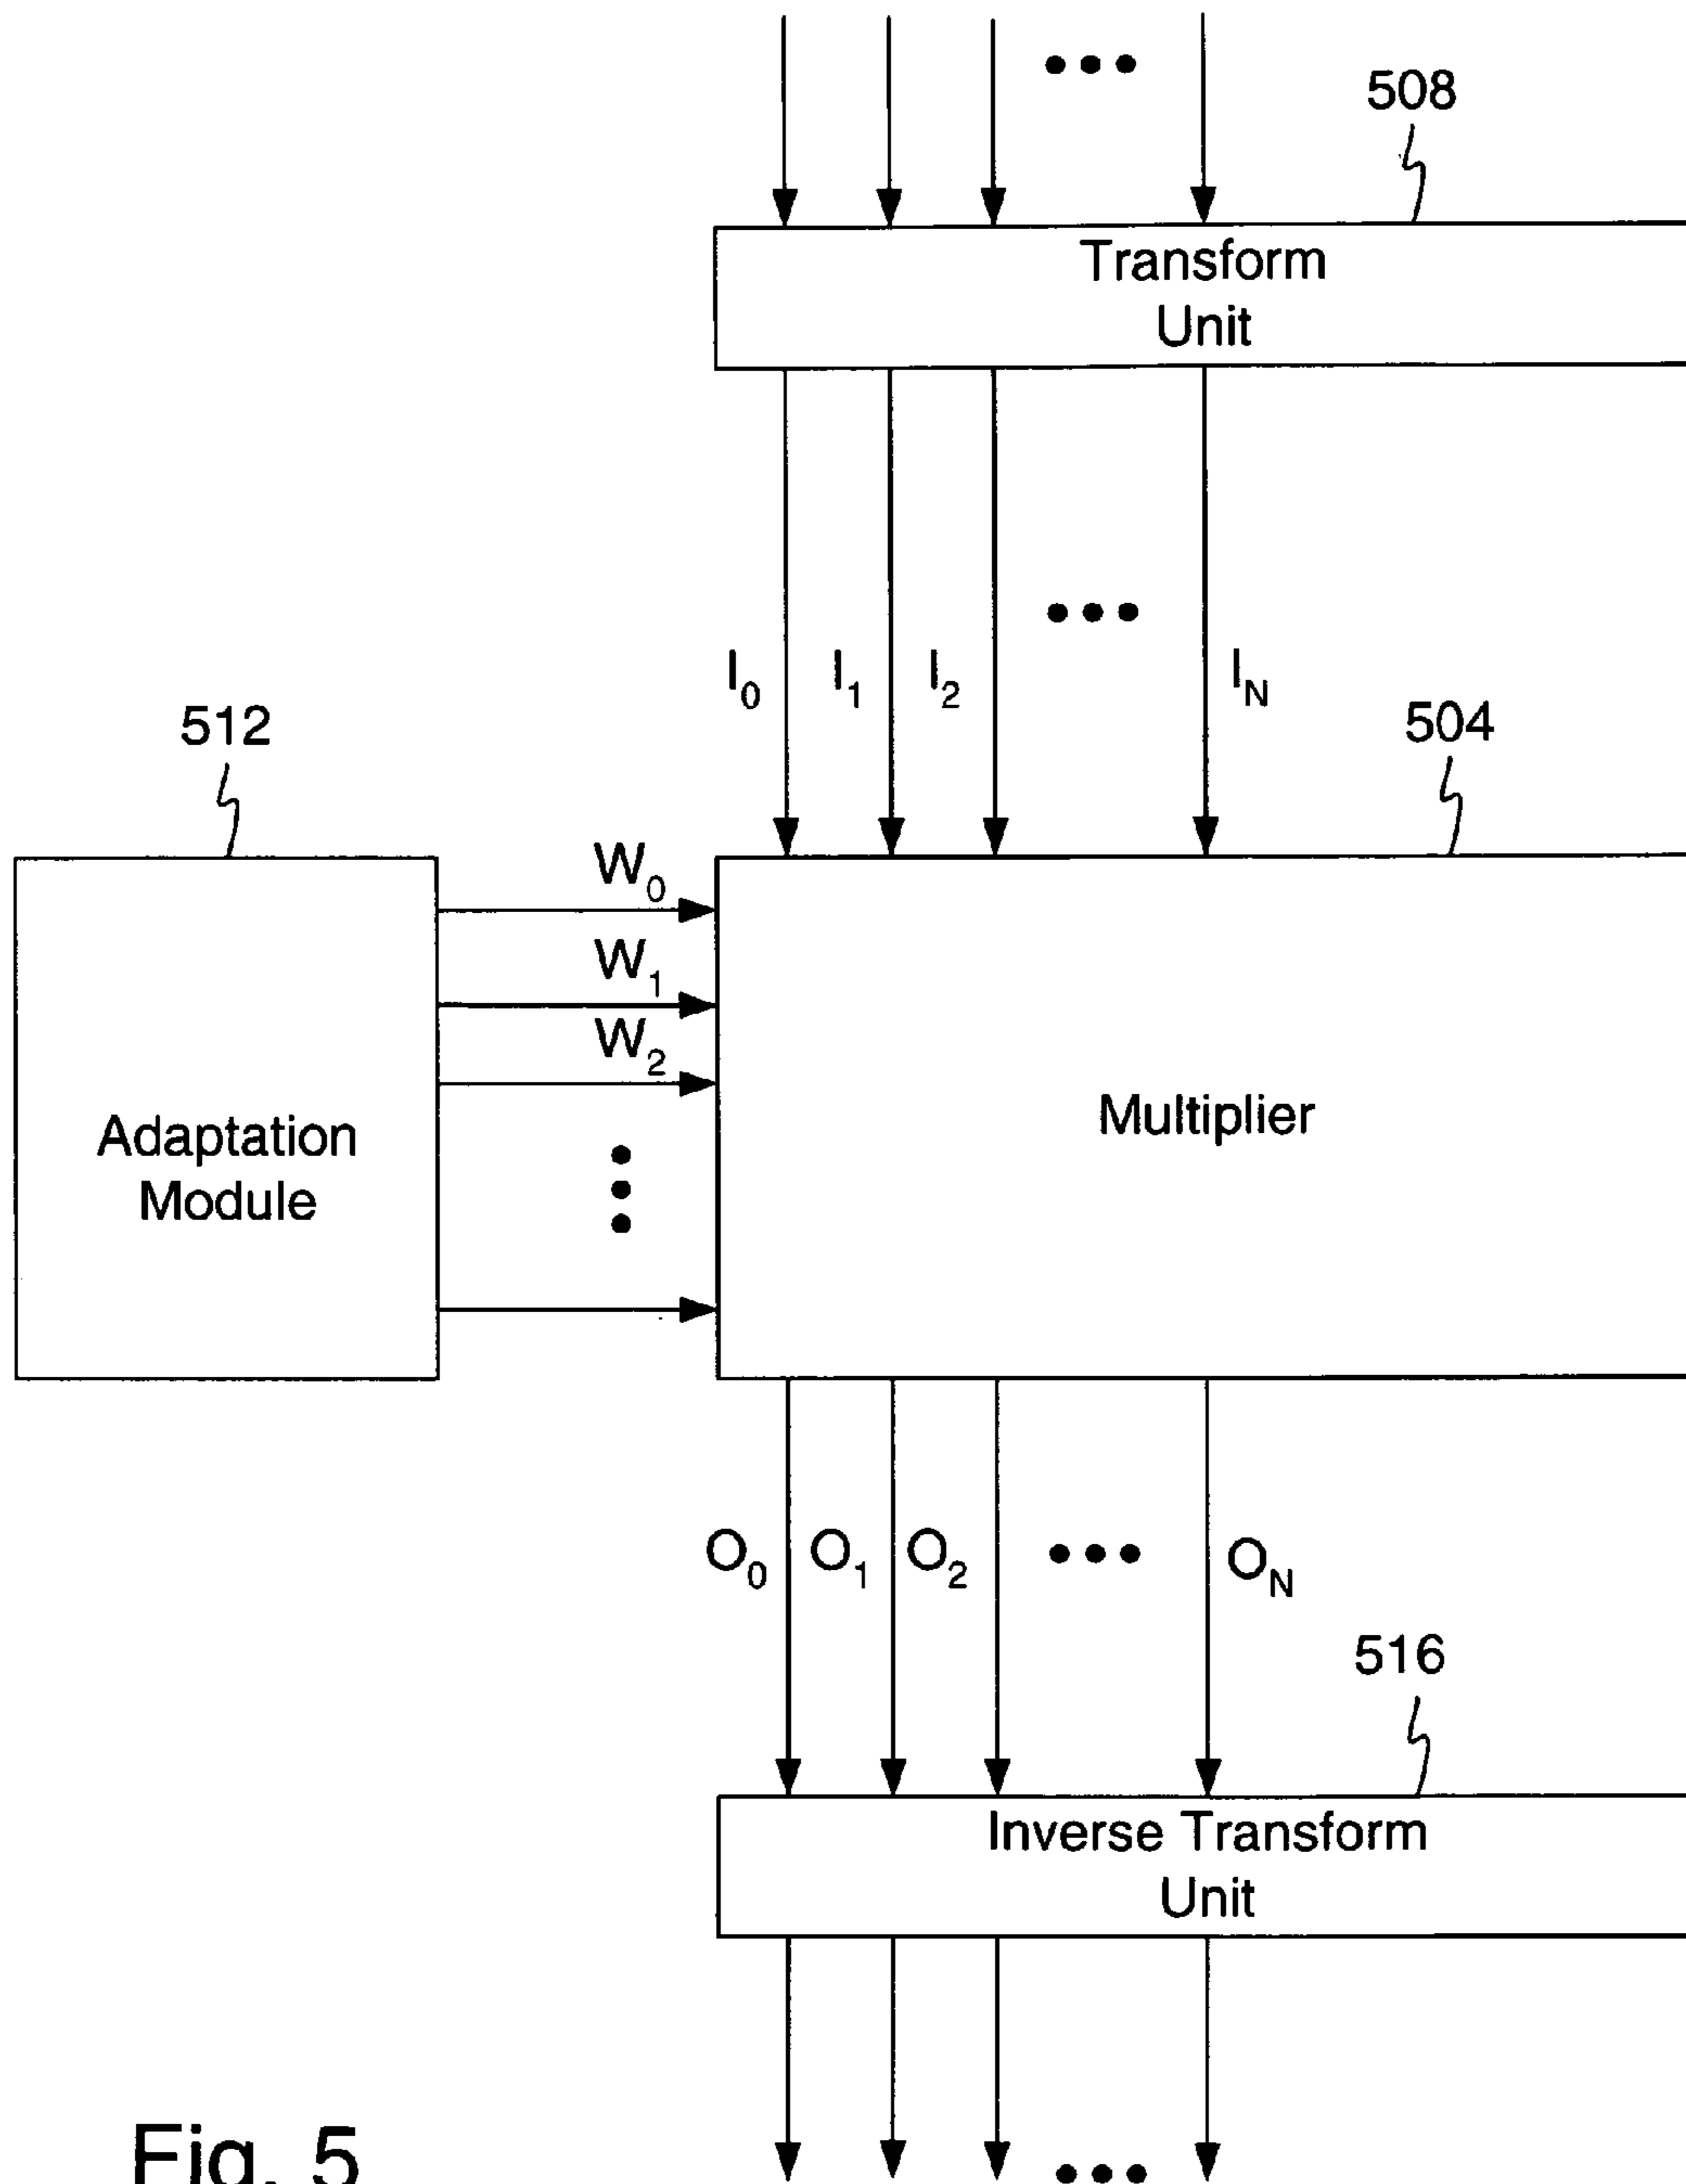 508
Transform
Unit
I0 I1 I2 IN
512
504
W0
W1
W2
Adaptation
Module
Multiplier
O0 O1 O2 ON
516
Inverse Transform
Unit
Fig. 5